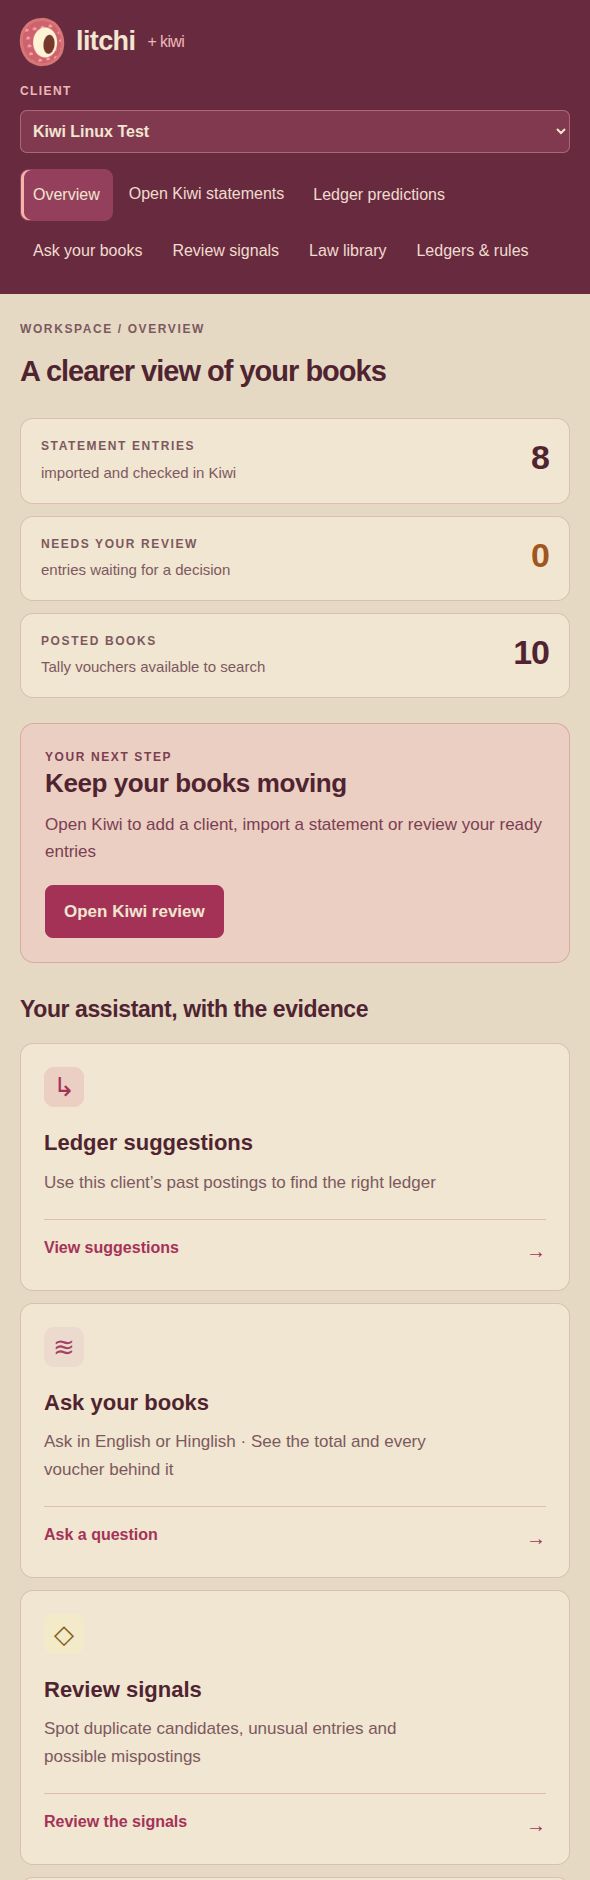 litchi + kiwi
CLIENT
Kiwi Linux Test
Overview
Open Kiwi statements
Ledger predictions
Ask your books
Review signals
Law library
Ledgers & rules
WORKSPACE / OVERVIEW
A clearer view of your books
STATEMENT ENTRIES
imported and checked in Kiwi
8
NEEDS YOUR REVIEW
entries waiting for a decision
0
POSTED BOOKS
Tally vouchers available to search
10
YOUR NEXT STEP
Keep your books moving
Open Kiwi to add a client, import a statement or review your ready
entries
Open Kiwi review
Your assistant, with the evidence
↳
Ledger suggestions
Use this client’s past postings to find the right ledger
View suggestions →
≋
Ask your books
Ask in English or Hinglish · See the total and every
voucher behind it
Ask a question →
◇
Review signals
Spot duplicate candidates, unusual entries and
possible mispostings
Review the signals →